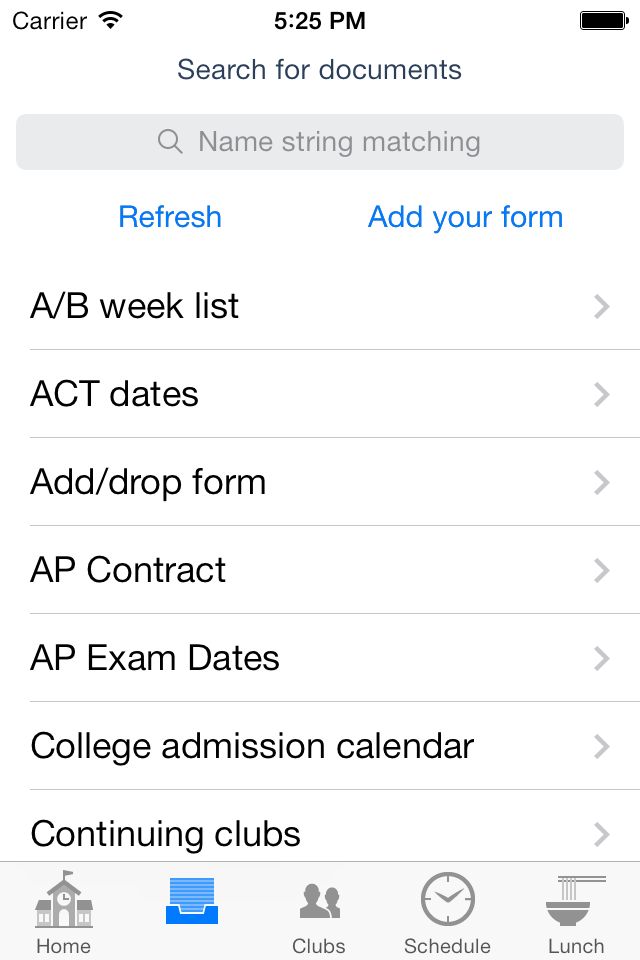 Carrier 5:25 PM
Search for documents
Name string matching
Refresh Add your form
A/B week list
ACT dates
Add/drop form
AP Contract
AP Exam Dates
College admission calendar
Continuing clubs
Home Clubs Schedule Lunch